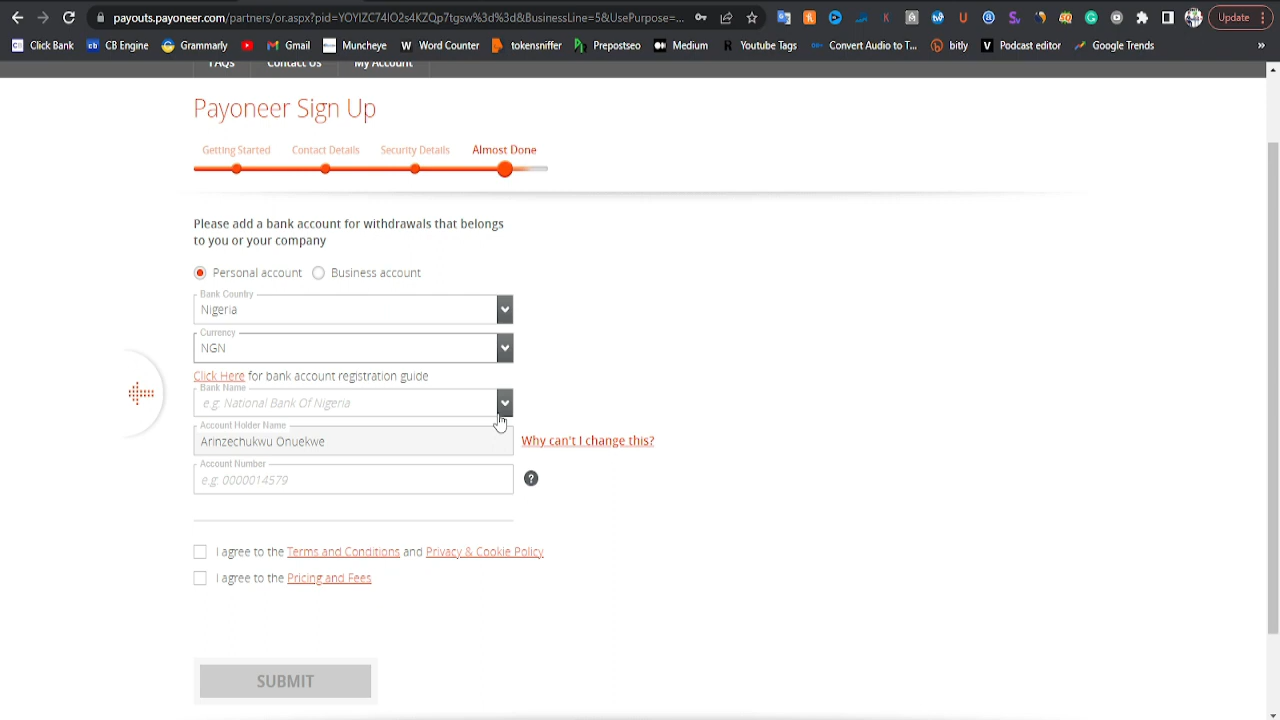 payouts.payoneer.com/partners/or.aspx?pid=YOYIZC74IO2s4KZQp7tgsw%3d%3d&BusinessLine=5&UsePurpose=...
Update
Click Bank CB Engine Grammarly Gmail Muncheye Word Counter tokensniffer Prepostseo Medium Youtube Tags Convert Audio to T... bitly Podcast editor Google Trends »
FAQs Contact Us My Account
Payoneer Sign Up
Getting Started Contact Details Security Details Almost Done
Please add a bank account for withdrawals that belongs
to you or your company
Personal account Business account
Bank Country
Nigeria
Currency
NGN
Click Here for bank account registration guide
Bank Name
e.g: National Bank Of Nigeria
Account Holder Name
Arinzechukwu Onuekwe Why can't I change this?
Account Number
e.g: 0000014579 ?
I agree to the Terms and Conditions and Privacy & Cookie Policy
I agree to the Pricing and Fees
SUBMIT